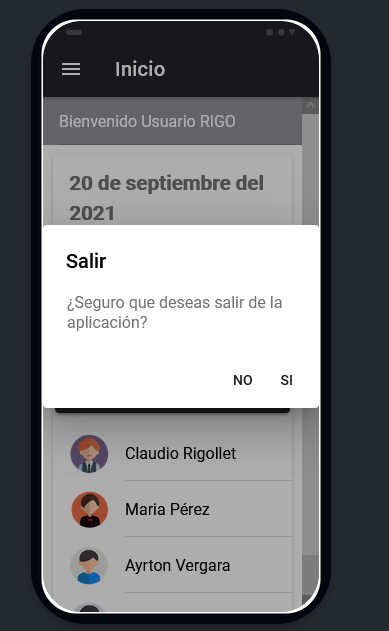 Inicio
Bienvenido Usuario RIGO
20 de septiembre del
2021
Salir
¿Seguro que deseas salir de la
aplicación?
NO SI
Claudio Rigollet
Maria Pérez
Ayrton Vergara